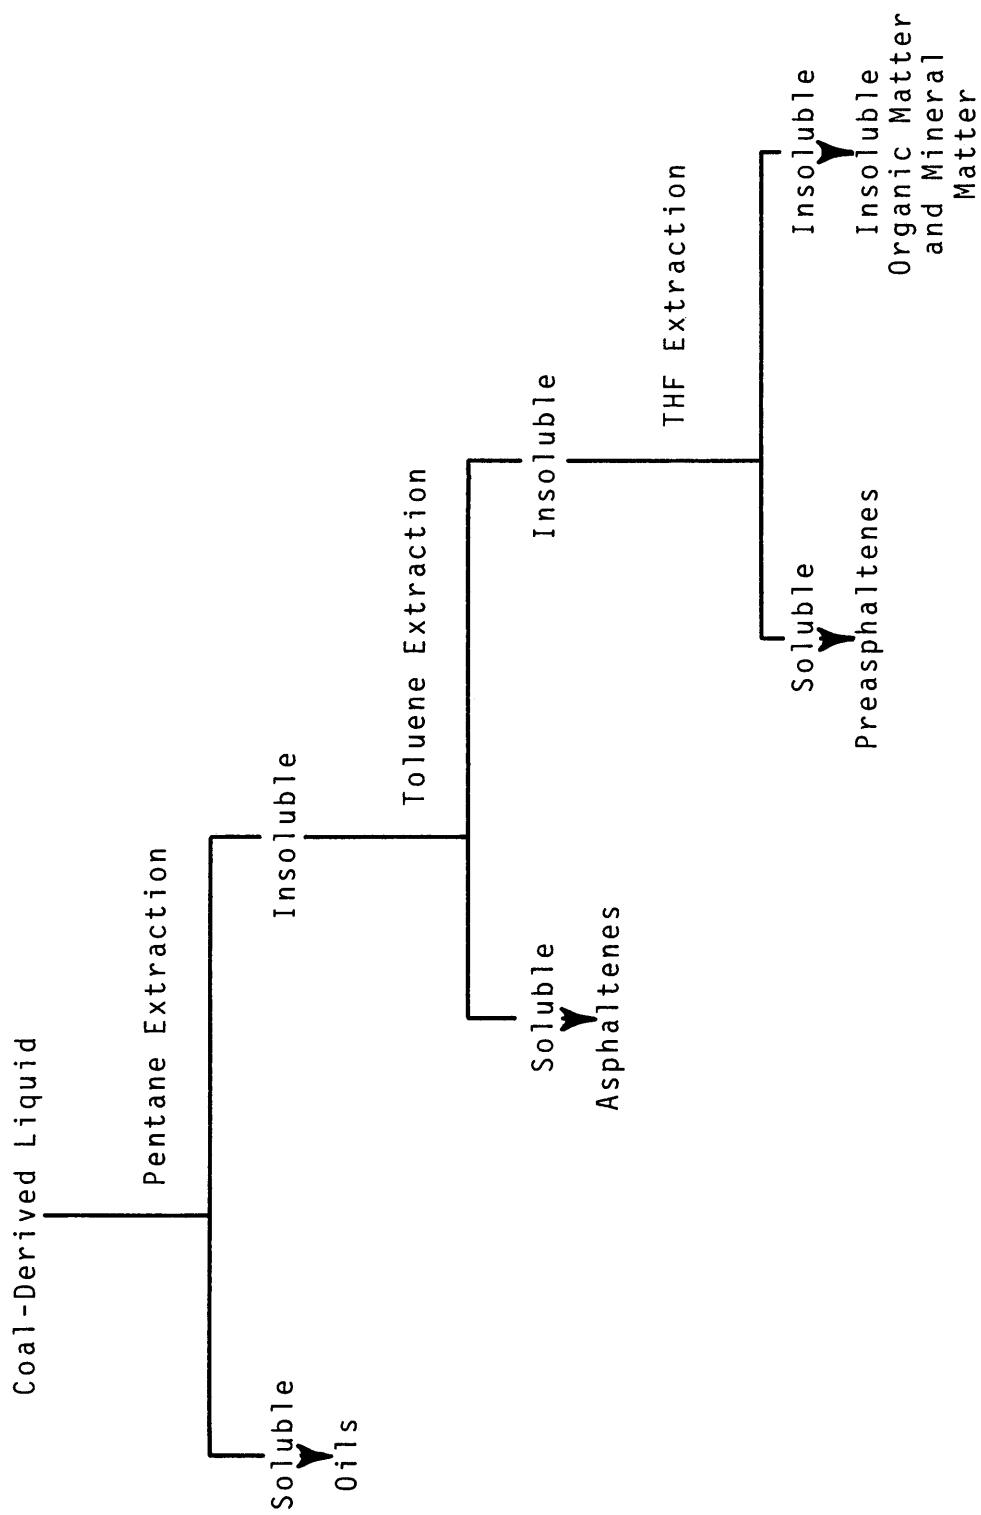 Coal-Derived Liquid
Pentane Extraction
Soluble
Oils
Insoluble
Toluene Extraction
Soluble
Asphaltenes
Insoluble
THF Extraction
Soluble
Preasphaltenes
Insoluble
Insoluble
Organic Matter
and Mineral
Matter